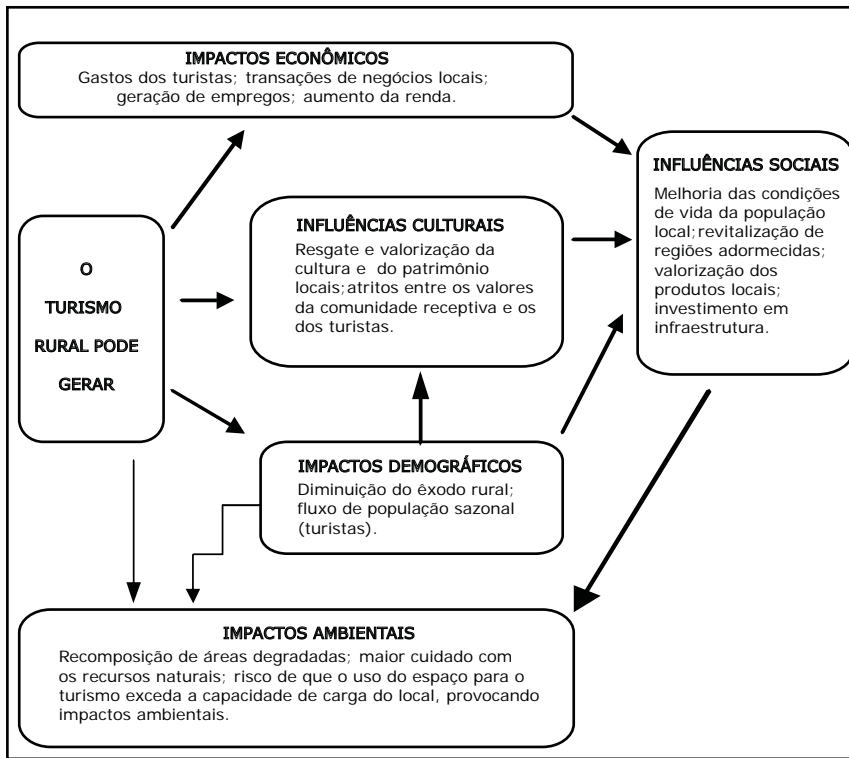 IMPACTOS ECONÔMICOS
Gastos dos turistas; transações de negócios locais;
geração de empregos; aumento da renda.
INFLUÊNCIAS SOCIAIS
Melhoria das condições
de vida da população
local;revitalização de
regiões adormecidas;
valorização dos
produtos locais;
investimento em
infraestrutura.
INFLUÊNCIAS CULTURAIS
Resgate e valorização da
cultura e do patrimônio
locais;atritos entre os valores
da comunidade receptiva e os
dos turistas.
O
TURISMO
RURAL PODE
GERAR
IMPACTOS DEMOGRÁFICOS
Diminuição do êxodo rural;
fluxo de população sazonal
(turistas).
IMPACTOS AMBIENTAIS
Recomposição de áreas degradadas; maior cuidado com
os recursos naturais; risco de que o uso do espaço para o
turismo exceda a capacidade de carga do local, provocando
impactos ambientais.